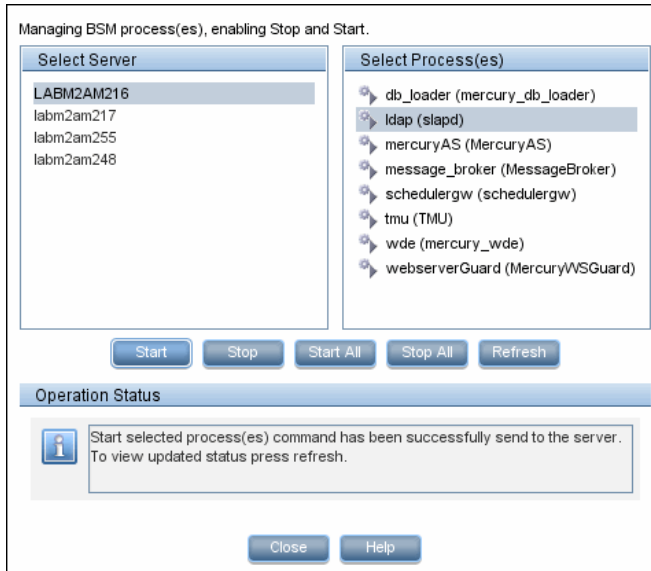 Managing BSM process(es), enabling Stop and Start.
Select Server
LABM2AM216
labm2am217
labm2am255
labm2am248
Select Process(es)
db_loader (mercury_db_loader)
ldap (slapd)
mercuryAS (MercuryAS)
message_broker (MessageBroker)
schedulergw (schedulergw)
tmu (TMU)
wde (mercury_wde)
webserverGuard (MercuryWSGuard)
Start
Stop
Start All
Stop All
Refresh
Operation Status
Start selected process(es) command has been successfully send to the server.
To view updated status press refresh.
Close
Help